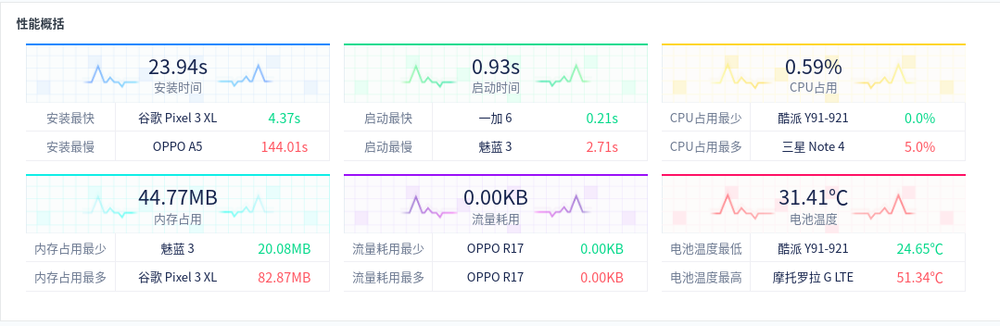 性能概括
23.94s
安装时间
安装最快 谷歌 Pixel 3 XL 4.37s
安装最慢 OPPO A5 144.01s
0.93s
启动时间
启动最快 一加 6 0.21s
启动最慢 魅蓝 3 2.71s
0.59%
CPU占用
CPU占用最少 酷派 Y91-921 0.0%
CPU占用最多 三星 Note 4 5.0%
44.77MB
内存占用
内存占用最少 魅蓝 3 20.08MB
内存占用最多 谷歌 Pixel 3 XL 82.87MB
0.00KB
流量耗用
流量耗用最少 OPPO R17 0.00KB
流量耗用最多 OPPO R17 0.00KB
31.41℃
电池温度
电池温度最低 酷派 Y91-921 24.65℃
电池温度最高 摩托罗拉 G LTE 51.34℃